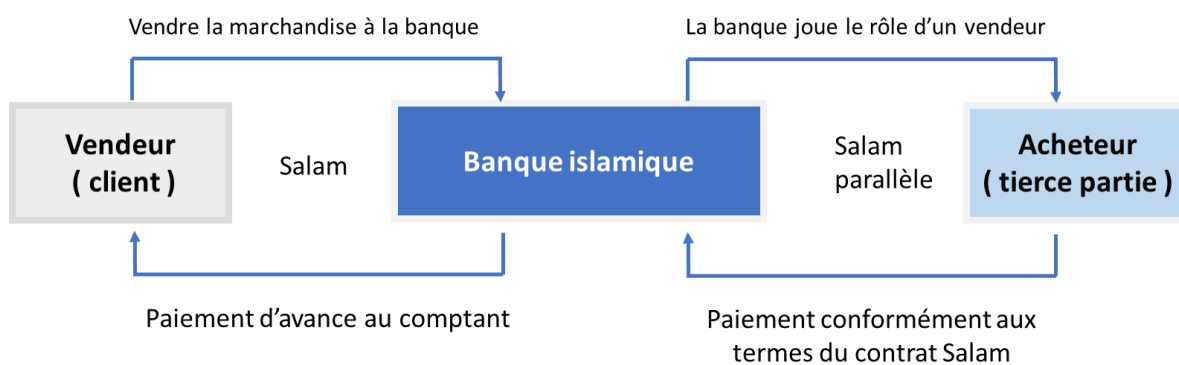 Vendre la marchandise à la banque
La banque joue le rôle d'un vendeur
Vendeur
( client )
Salam
Banque islamique
Salam
parallèle
Acheteur
( tierce partie )
Paiement d'avance au comptant
Paiement conformément aux
termes du contrat Salam